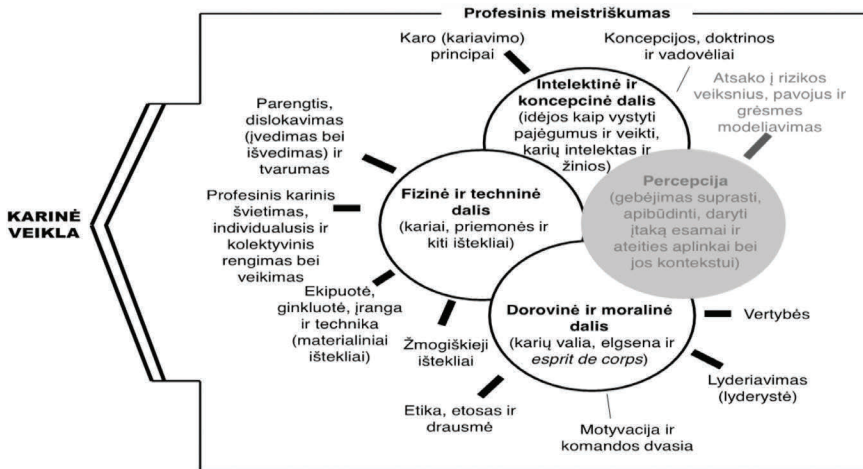 Profesinis meistriškumas
Karo (kariavimo)
principai
Koncepcijos, doktrinos
ir vadovėliai
Atsako į rizikos
veiksnius, pavojus ir
grėsmes
modeliavimas
Intelektinė ir
koncepcinė dalis
(idėjos kaip vystyti
pajėgumus ir veikti,
karių intelektas ir
žinios)
Parengtis,
dislokavimas
(įvedimas bei
išvedimas) ir
tvarumas
Profesinis karinis
švietimas,
individualusis ir
kolektyvinis
rengimas bei
veikimas
KARINĖ
VEIKLA
Fizinė ir techninė
dalis
(kariai, priemonės ir
kiti ištekliai)
Percepcija
(gebėjimas suprasti,
apibūdinti, daryti
įtaką esamai ir
ateities aplinkai bei
jos kontekstui)
Ekipuotė,
ginkluotė, įranga
ir technika
(materialiniai
ištekliai)
Žmogiškieji
ištekliai
Dorovinė ir moralinė
dalis
(karių valia, elgsena ir
esprit de corps)
Vertybės
Lyderiavimas
(lyderystė)
Etika, etosas ir
drausmė
Motyvacija ir
komandos dvasia